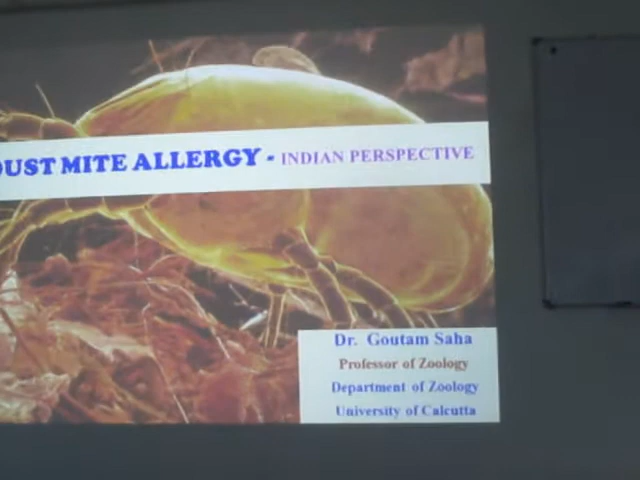 DUST MITE ALLERGY - INDIAN PERSPECTIVE
Dr. Goutam Saha
Professor of Zoology
Department of Zoology
University of Calcutta